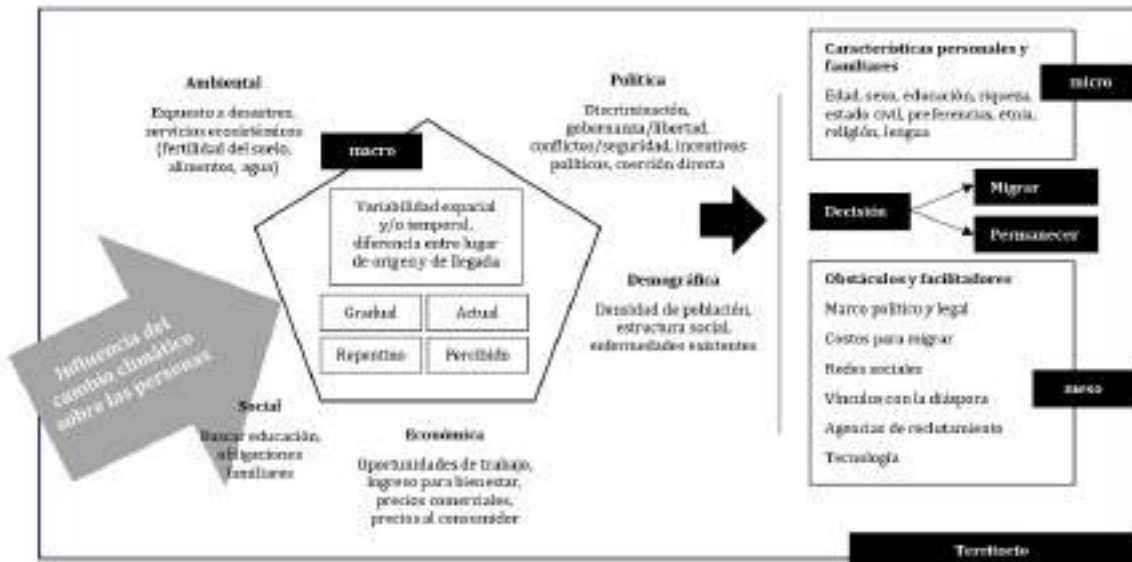 Ambiental
Expuesto a desastres,
servicios ecosistémicos
(fertilidad del suelo,
alimentos, agua)
macro
Política
Discriminación,
gobernanza/libertad,
conflictos/seguridad, incentivos
políticos, coerción directa
Variabilidad espacial
y/o temporal,
diferencia entre lugar
de origen y de llegada
Gradual
Actual
Repentino
Percibido
Demográfica
Densidad de población,
estructura social,
enfermedades existentes
Influencia del
cambio climático
sobre las personas
Social
Buscar educación,
obligaciones
familiares
Económica
Oportunidades de trabajo,
ingreso para bienestar,
precios comerciales,
precios al consumidor
Características personales y
familiares
Edad, sexo, educación, riqueza,
estado civil, preferencias, etnia,
religión, lengua
micro
Decisión
Migrar
Permanecer
Obstáculos y facilitadores
Marco político y legal
Costos para migrar
Redes sociales
Vínculos con la diáspora
Agencias de reclutamiento
Tecnología
meso
Territorio